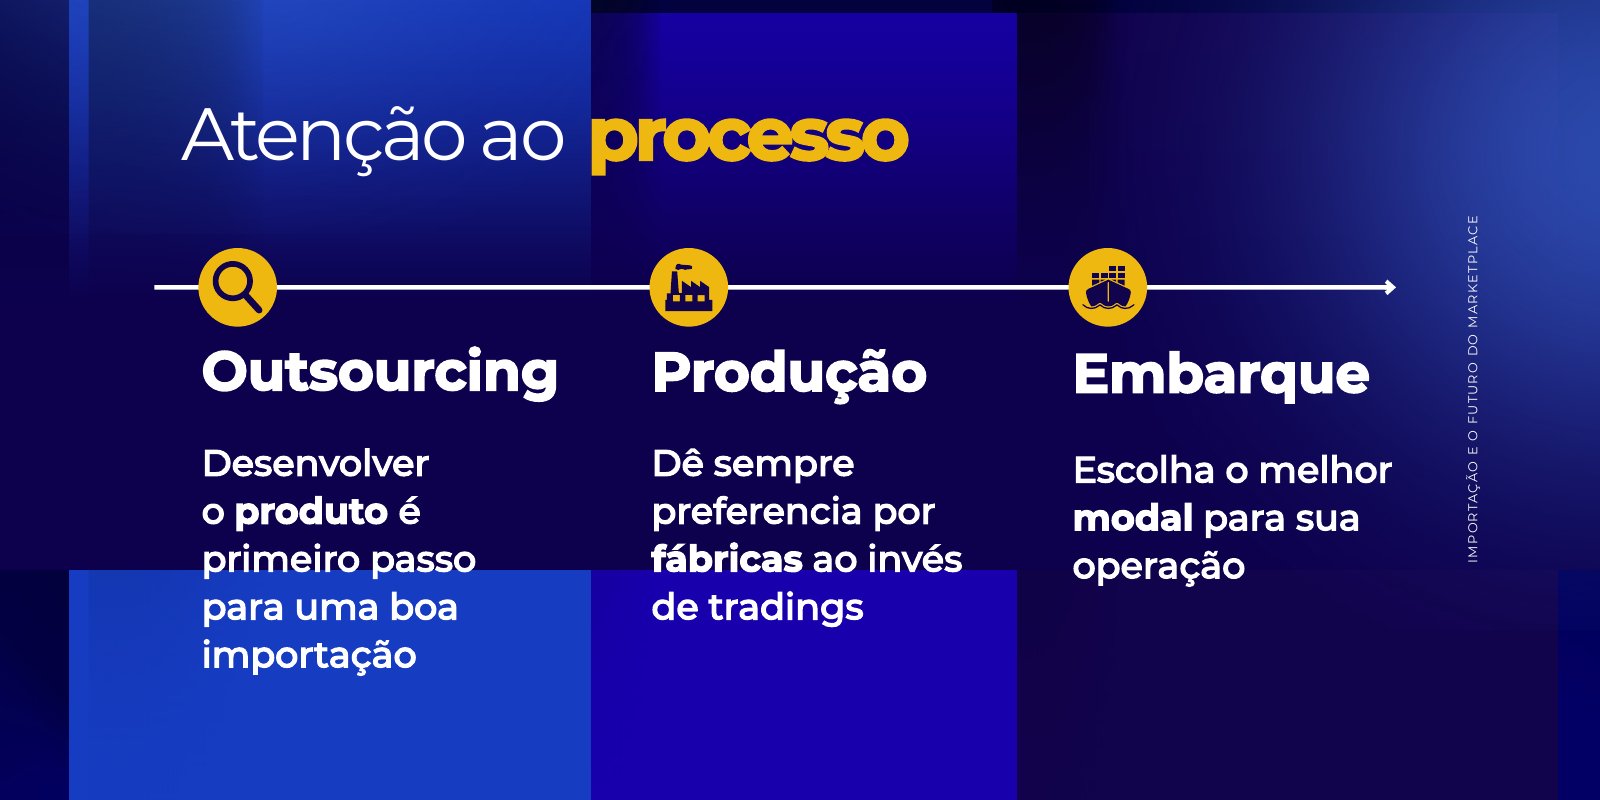 Atenção ao processo
Outsourcing
Desenvolver
o produto é
primeiro passo
para uma boa
importação
Produção
Dê sempre
preferencia por
fábricas ao invés
de tradings
Embarque
Escolha o melhor
modal para sua
operação
IMPORTAÇÃO E O FUTURO DO MARKETPLACE